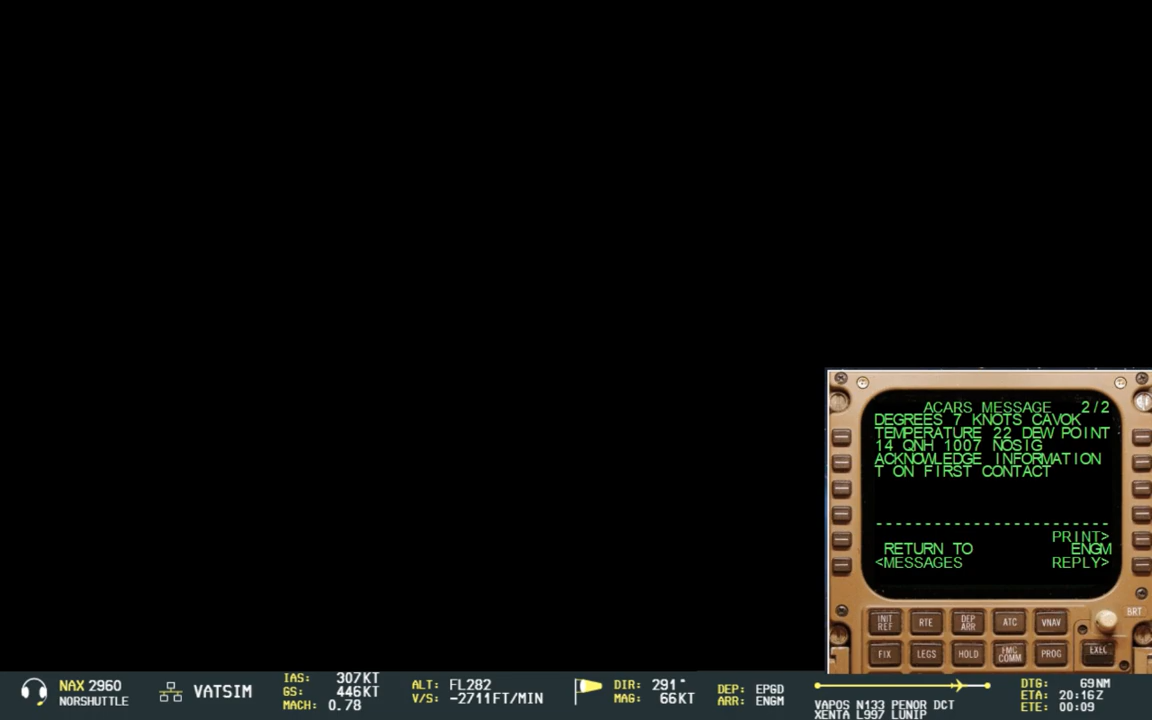 ACARS MESSAGE 2/2
DEGREES 7 KNOTS CAVOK
TEMPERATURE 22 DEW POINT
14 QNH 1007 NOSIG
ACKNOWLEDGE INFORMATION
T ON FIRST CONTACT
------------------------
PRINT>
RETURN TO ENGM
<MESSAGES REPLY>
BRT
INIT REF RTE DEP ARR ATC VNAV
FIX LEGS HOLD FMC COMM PROG EXEC
NAX 2960
NORSHUTTLE
VATSIM
IAS: 307KT
GS: 446KT
MACH: 0.78
ALT: FL282
V/S: -2711FT/MIN
DIR: 291°
MAG: 66KT
DEP: EPGD
ARR: ENGM
VAPOS N133 PENOR DCT
XENTA L997 LUNIP
DTG: 69NM
ETA: 20:16Z
ETE: 00:09